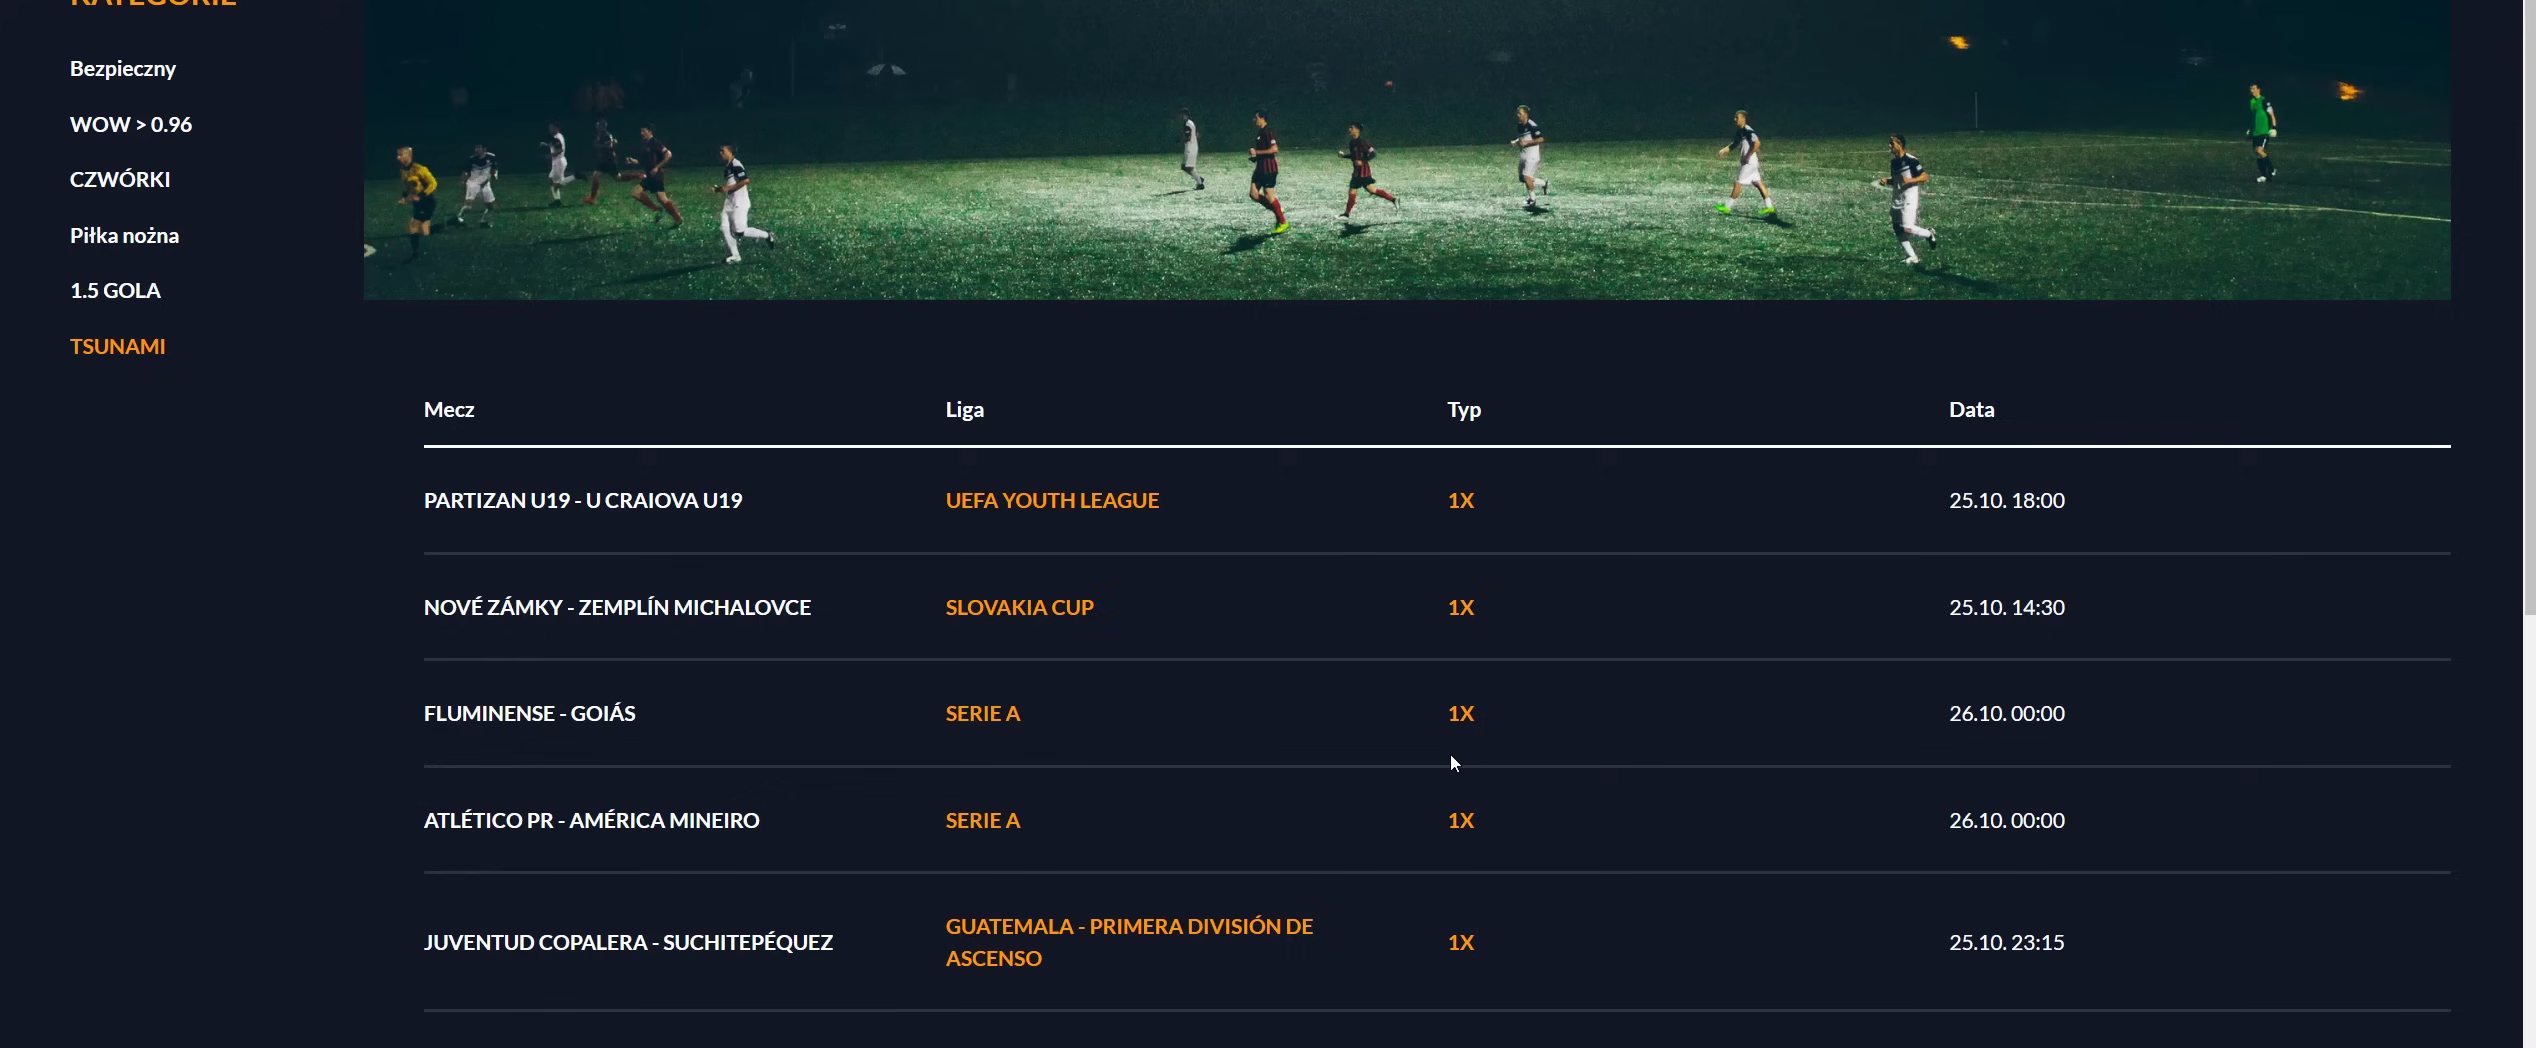 KATEGORIE
Bezpieczny
WOW > 0.96
CZWÓRKI
Piłka nożna
1.5 GOLA
TSUNAMI
Mecz Liga Typ Data
PARTIZAN U19 - U CRAIOVA U19 UEFA YOUTH LEAGUE 1X 25.10. 18:00
NOVÉ ZÁMKY - ZEMPLÍN MICHALOVCE SLOVAKIA CUP 1X 25.10. 14:30
FLUMINENSE - GOIÁS SERIE A 1X 26.10. 00:00
ATLÉTICO PR - AMÉRICA MINEIRO SERIE A 1X 26.10. 00:00
JUVENTUD COPALERA - SUCHITEPÉQUEZ GUATEMALA - PRIMERA DIVISIÓN DE ASCENSO 1X 25.10. 23:15